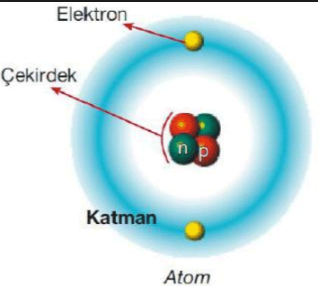 Elektron
Çekirdek
n
p
Katman
Atom